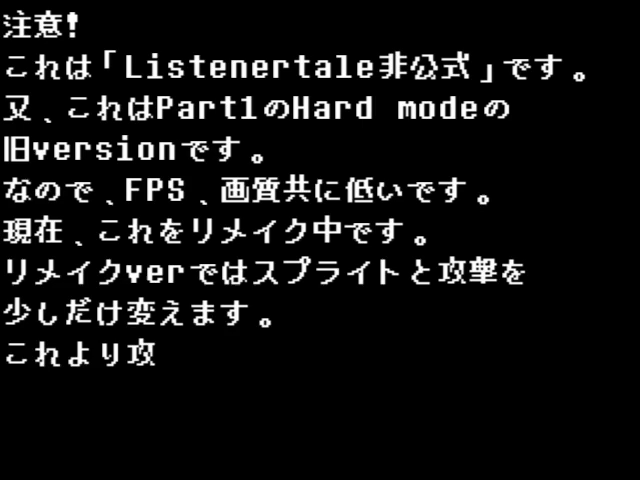 注意!
これは「Listenertale非公式」です。
又、これはPart1のHard modeの
旧versionです。
なので、FPS、画質共に低いです。
現在、これをリメイク中です。
リメイクverではスプライトと攻撃を
少しだけ変えます。
これより攻